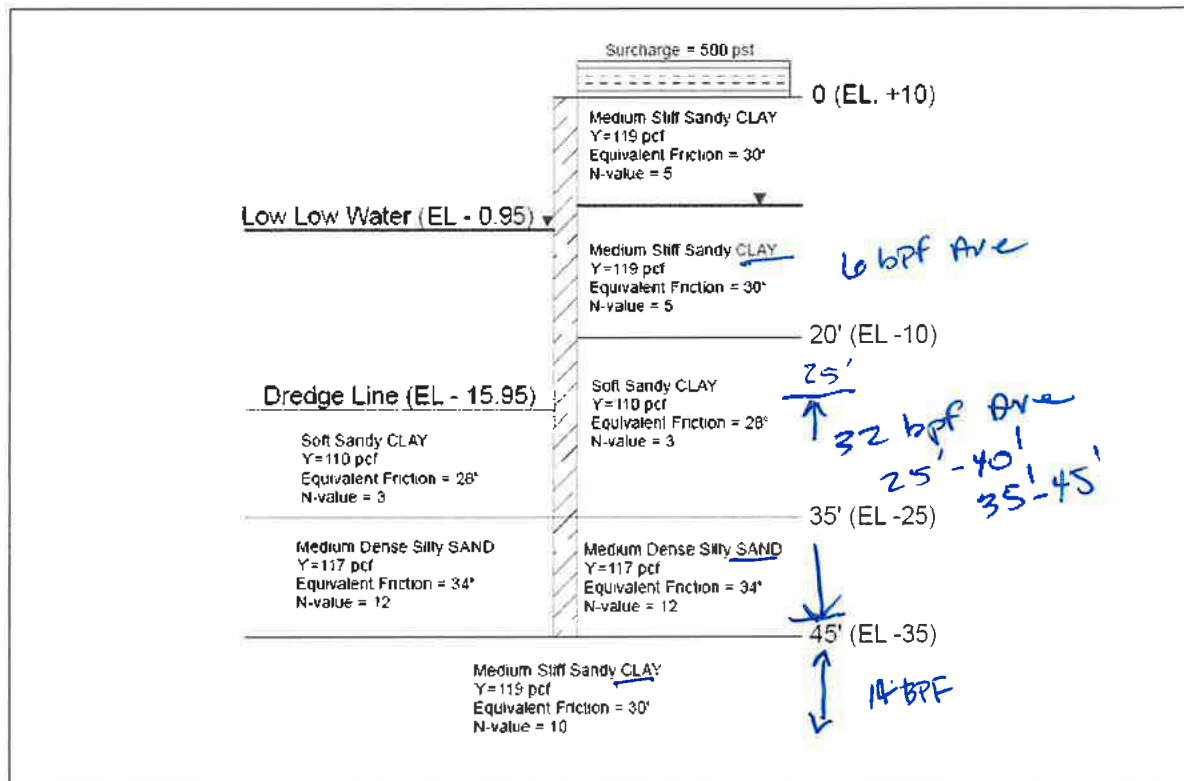 Surcharge = 500 psf
0 (EL. +10)
Medium Stiff Sandy CLAY
Y=119 pcf
Equivalent Friction = 30°
N-value = 5
Low Low Water (EL - 0.95)
Medium Stiff Sandy CLAY
Y=119 pcf
Equivalent Friction = 30°
N-value = 5
6 bpf Ave
20' (EL -10)
25'
Dredge Line (EL - 15.95)
Soft Sandy CLAY
Y=110 pcf
Equivalent Friction = 28°
N-value = 3
32 bpf Ave
25'-40'
35'-45'
Soft Sandy CLAY
Y=110 pcf
Equivalent Friction = 28°
N-value = 3
35' (EL -25)
Medium Dense Silty SAND
Y=117 pcf
Equivalent Friction = 34°
N-value = 12
Medium Dense Silty SAND
Y=117 pcf
Equivalent Friction = 34°
N-value = 12
45' (EL -35)
Medium Stiff Sandy CLAY
Y=119 pcf
Equivalent Friction = 30'
N-value = 10
14 BPF